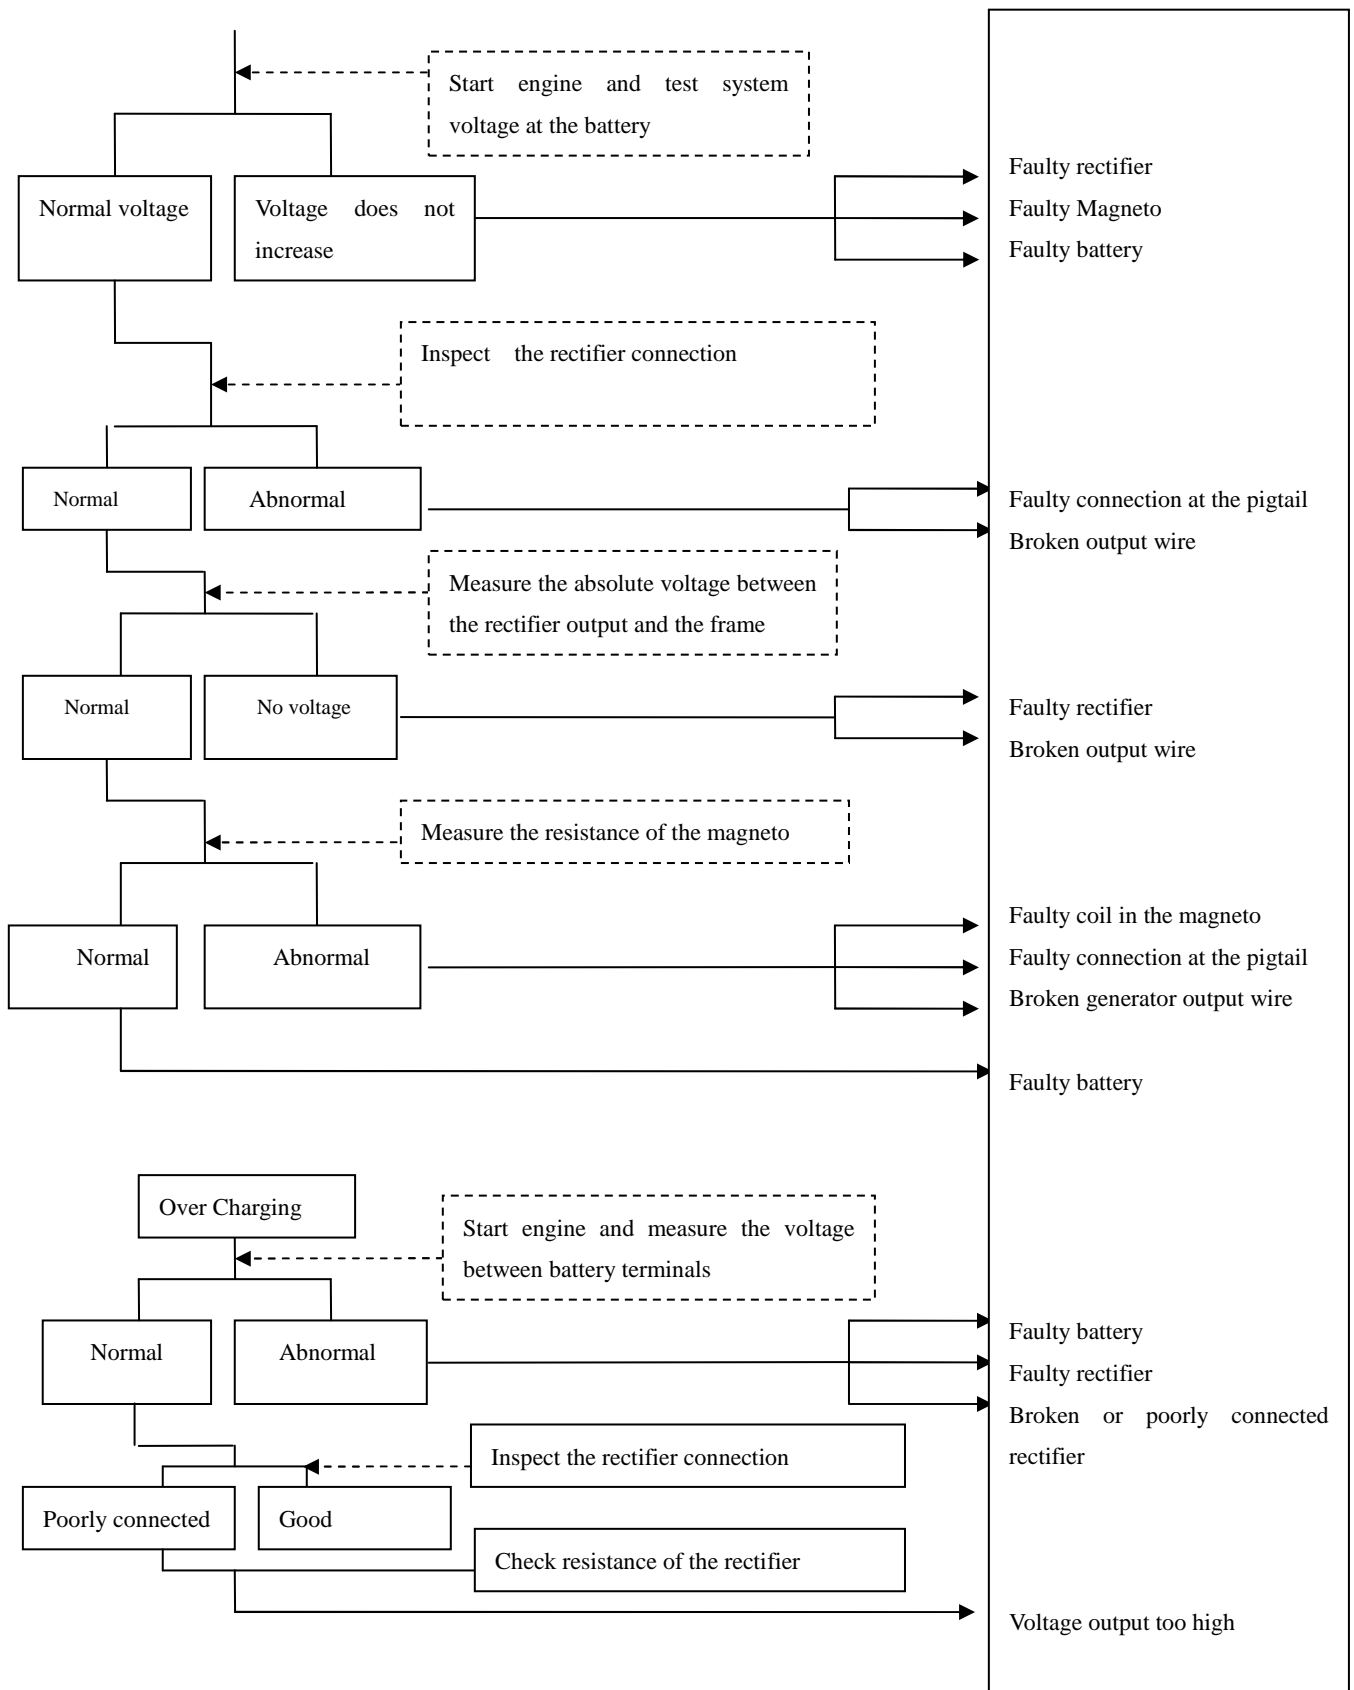 Start engine and test system
voltage at the battery
Faulty rectifier
Normal voltage
Voltage does not
increase
Faulty Magneto
Faulty battery
Inspect the rectifier connection
Normal
Abnormal
Faulty connection at the pigtail
Broken output wire
Measure the absolute voltage between
the rectifier output and the frame
Normal
No voltage
Faulty rectifier
Broken output wire
Measure the resistance of the magneto
Normal
Abnormal
Faulty coil in the magneto
Faulty connection at the pigtail
Broken generator output wire
Faulty battery
Over Charging
Start engine and measure the voltage
between battery terminals
Normal
Abnormal
Faulty battery
Faulty rectifier
Broken or poorly connected
rectifier
Inspect the rectifier connection
Poorly connected
Good
Check resistance of the rectifier
Voltage output too high